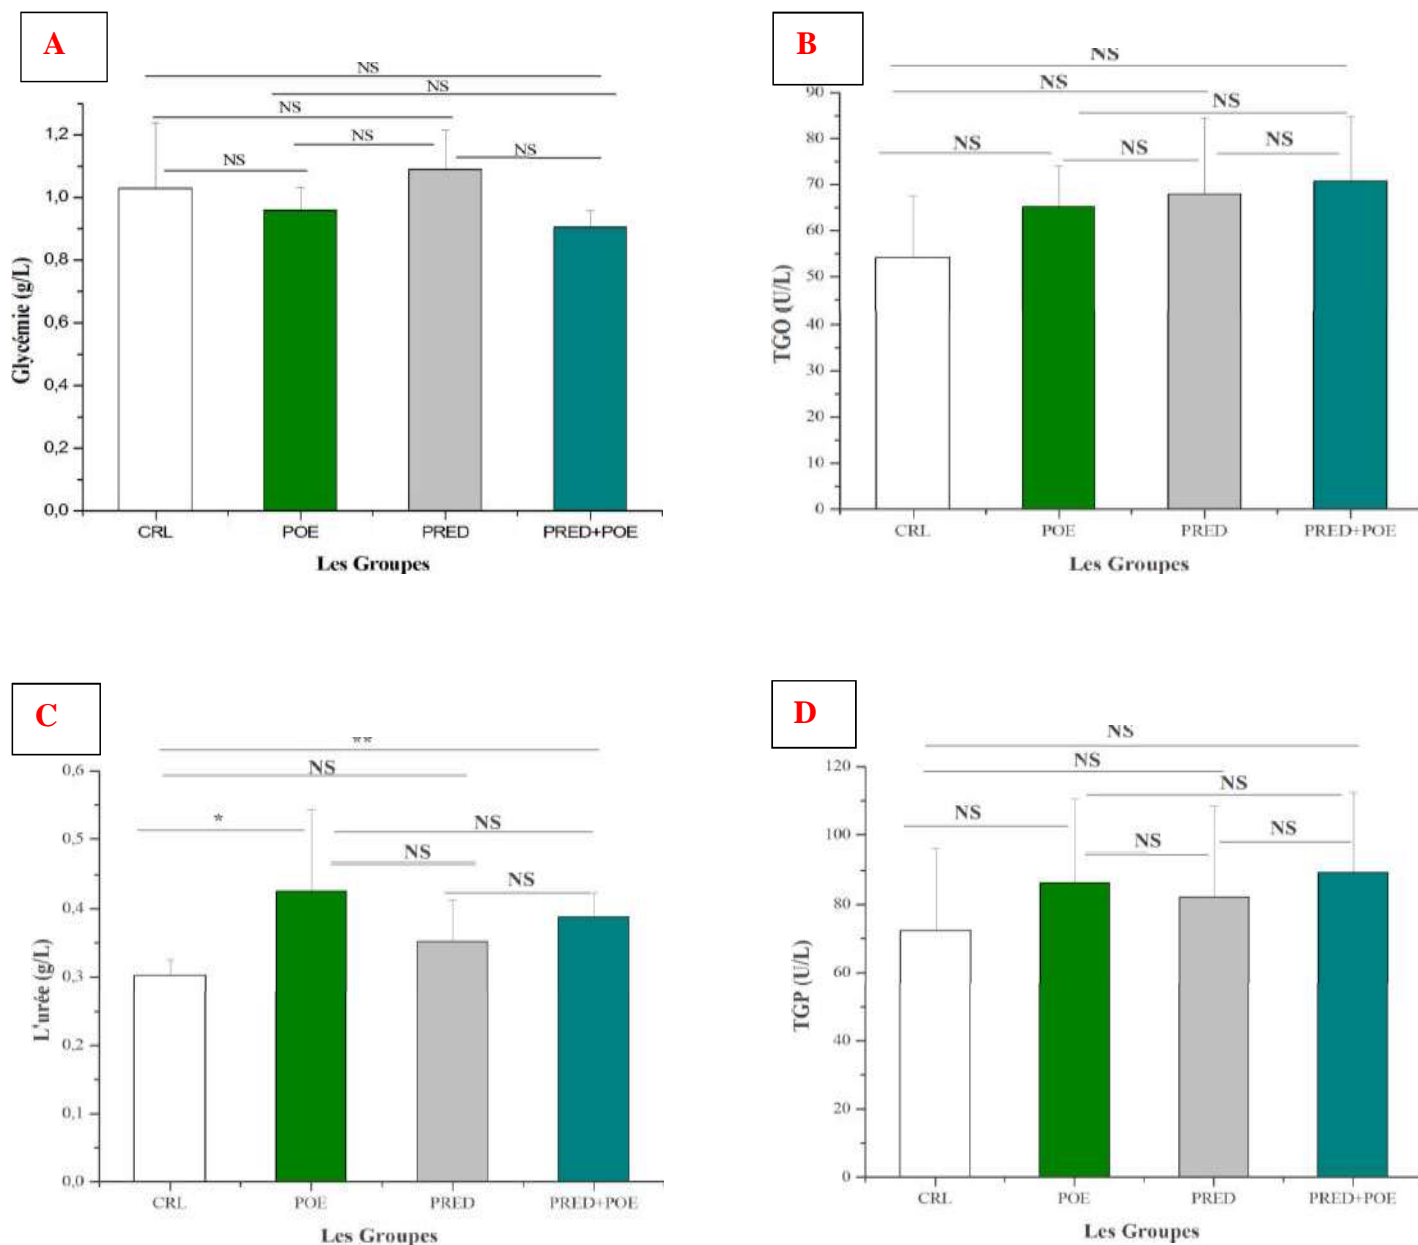 A
NS
NS
NS
NS
NS
NS
1,2
1,0
0,8
0,6
0,4
0,2
0,0
Glycémie (g/L)
CRL POE PRED PRED+POE
Les Groupes
B
NS
NS
NS
NS
NS
NS
90
80
70
60
50
40
30
20
10
0
TGO (U/L)
CRL POE PRED PRED+POE
Les Groupes
C
**
NS
*
NS
NS
NS
0,6
0,5
0,4
0,3
0,2
0,1
0,0
L'urée (g/L)
CRL POE PRED PRED+POE
Les Groupes
D
NS
NS
NS
NS
NS
NS
120
100
80
60
40
20
0
TGP (U/L)
CRL POE PRED PRED+POE
Les Groupes